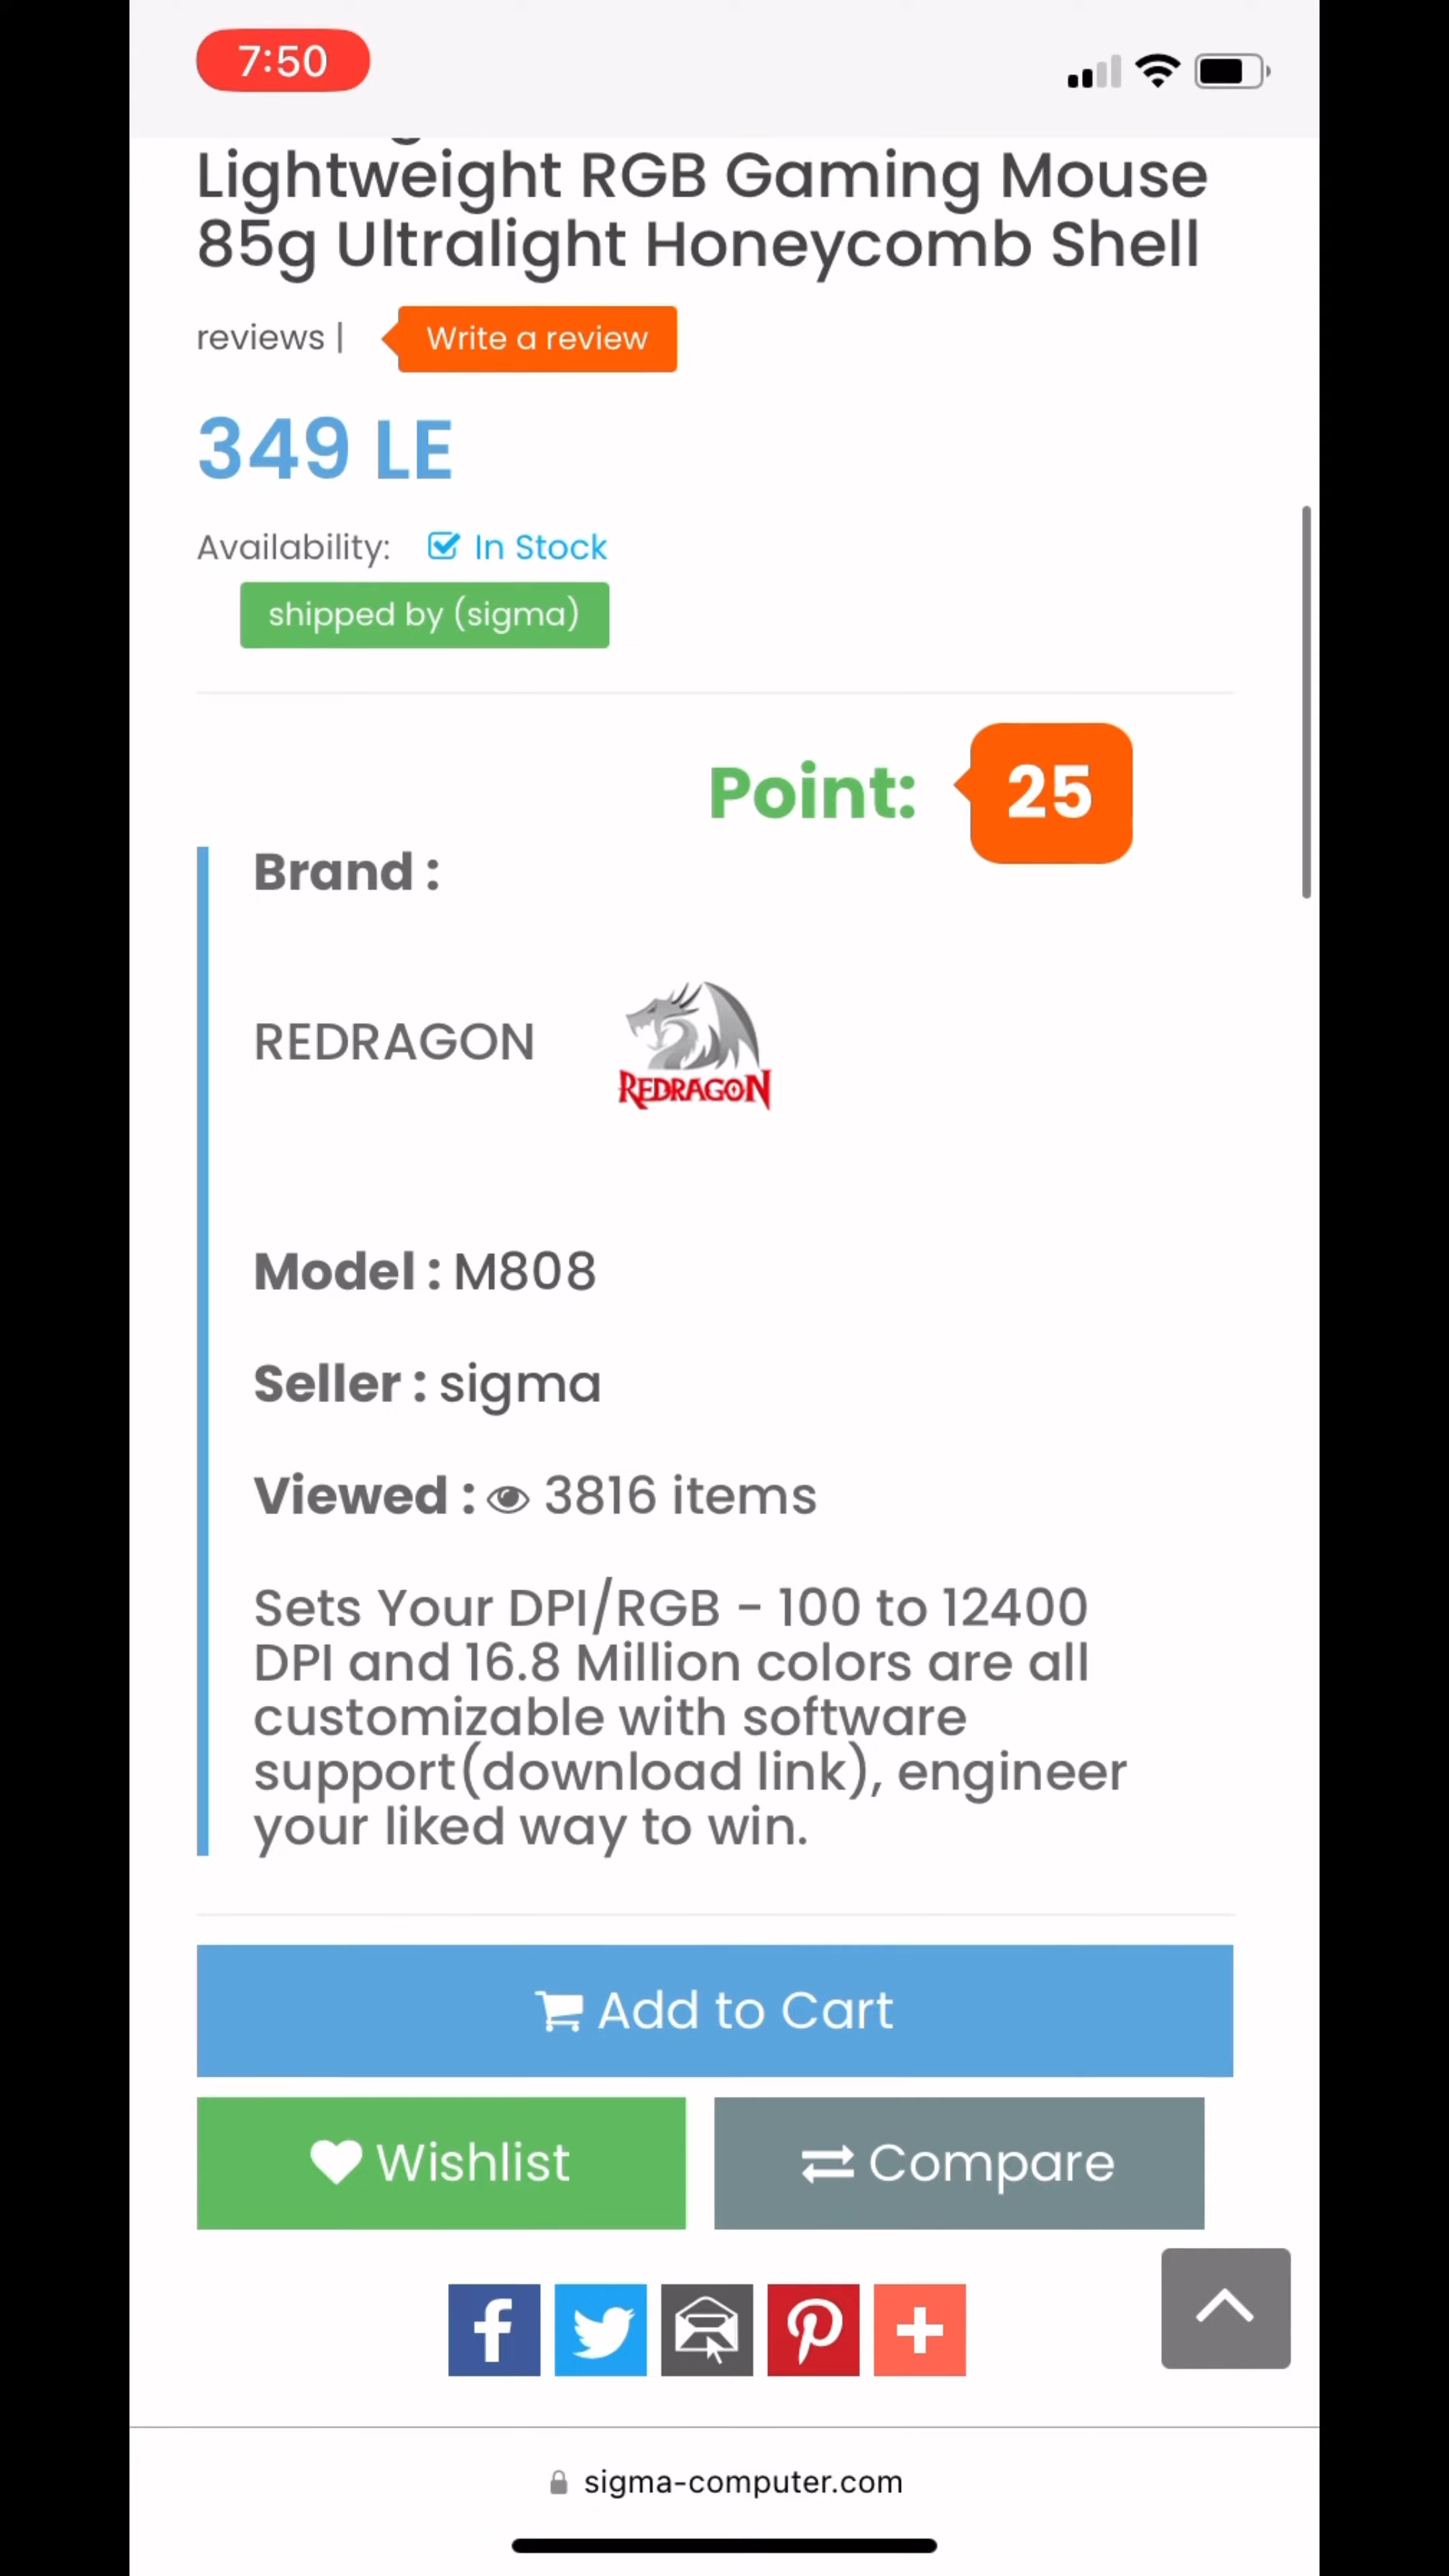 7:50
Lightweight RGB Gaming Mouse
85g Ultralight Honeycomb Shell
reviews |
Write a review
349 LE
Availability: In Stock
shipped by (sigma)
Point: 25
Brand :
REDRAGON
REDRAGON
Model : M808
Seller : sigma
Viewed : 3816 items
Sets Your DPI/RGB - 100 to 12400
DPI and 16.8 Million colors are all
customizable with software
support(download link), engineer
your liked way to win.
Add to Cart
Wishlist
Compare
sigma-computer.com